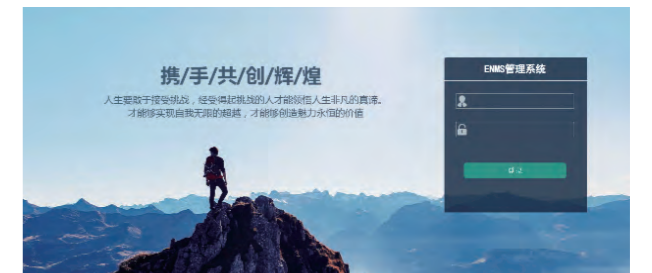 携/手/共/创/辉/煌
人生要敢于接受挑战，经受得起挑战的人才能领悟人生非凡的真谛。
才能够实现自我无限的超越，才能够创造魅力永恒的价值
ENMS管理系统